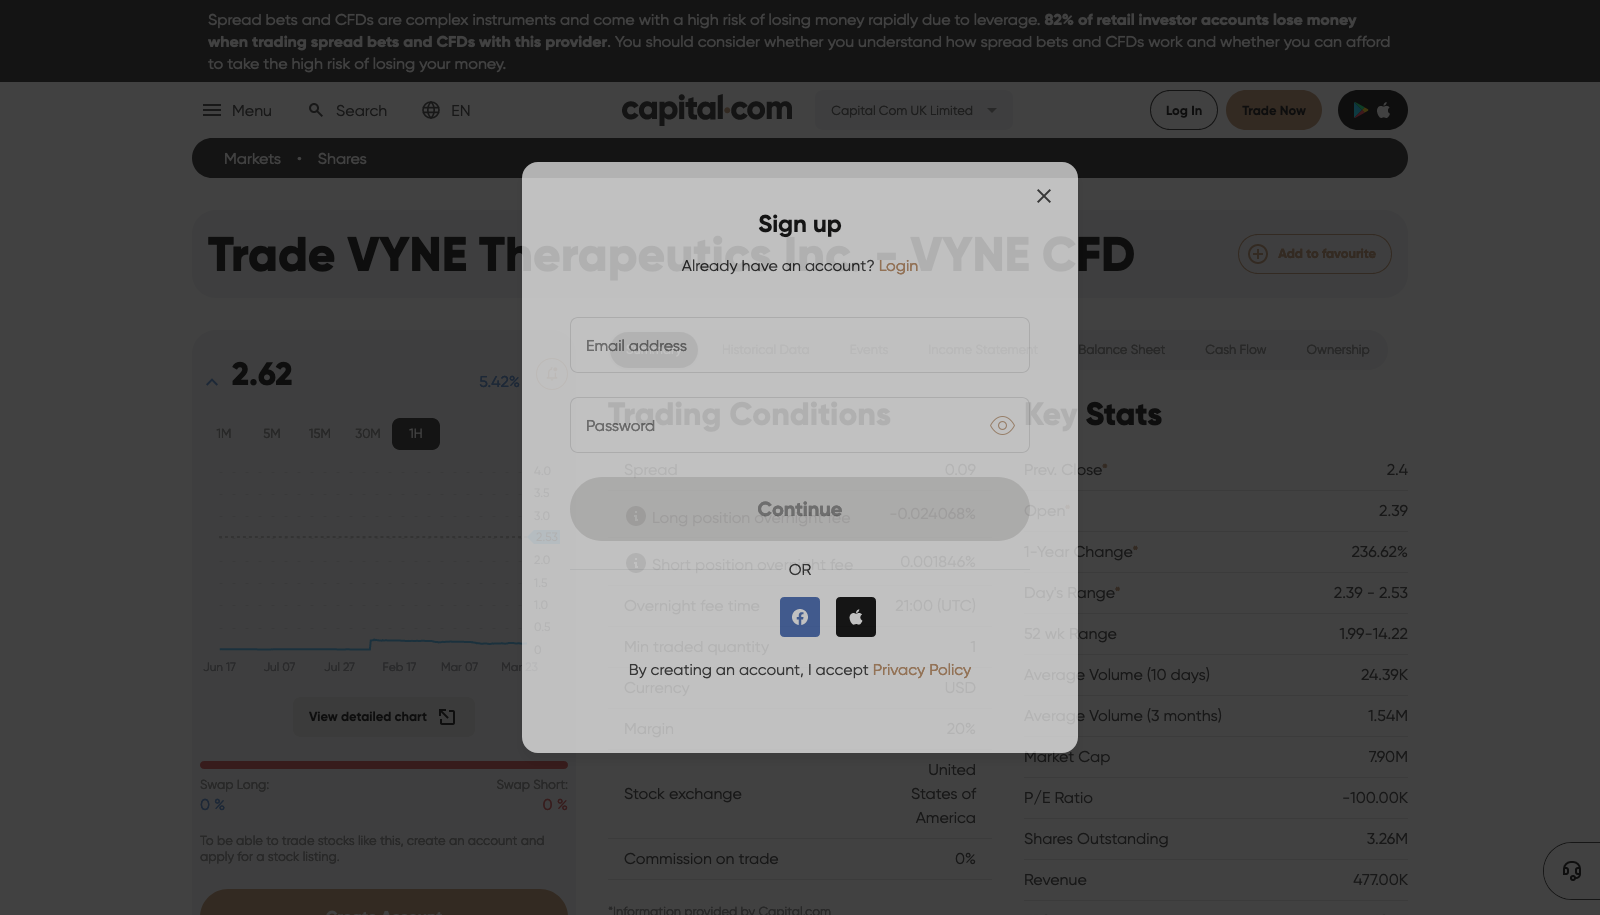 Spread bets and CFDs are complex instruments and come with a high risk of losing money rapidly due to leverage. 82% of retail investor accounts lose money
when trading spread bets and CFDs with this provider. You should consider whether you understand how spread bets and CFDs work and whether you can afford
to take the high risk of losing your money.
Menu
Search
EN
capital.com
Capital Com UK Limited
Log In
Trade Now
Markets • Shares
Trade VYNE Therapeutics Inc. - VYNE CFD
Add to favourite
Sign up
Already have an account? Login
Email address
Password
Continue
OR
By creating an account, I accept Privacy Policy
2.62
5.42%
1M
5M
15M
30M
1H
4.0
3.5
3.0
2.53
2.0
1.5
1.0
0.5
0
Jun 17
Jul 07
Jul 27
Feb 17
Mar 07
Mar 23
View detailed chart
Swap Long:
Swap Short:
0 %
0 %
To be able to trade stocks like this, create an account and
apply for a stock listing.
Create Account
Historical Data
Events
Income Statement
Balance Sheet
Cash Flow
Ownership
Trading Conditions
Spread 0.09
Long position overnight fee -0.024068%
Short position overnight fee 0.001846%
Overnight fee time 21:00 (UTC)
Min traded quantity 1
Currency USD
Margin 20%
Stock exchange
United
States of
America
Commission on trade 0%
*Information provided by Capital.com
Key Stats
Prev. Close* 2.4
Open* 2.39
1-Year Change* 236.62%
Day's Range* 2.39 - 2.53
52 wk Range 1.99-14.22
Average Volume (10 days) 24.39K
Average Volume (3 months) 1.54M
Market Cap 7.90M
P/E Ratio -100.00K
Shares Outstanding 3.26M
Revenue 477.00K